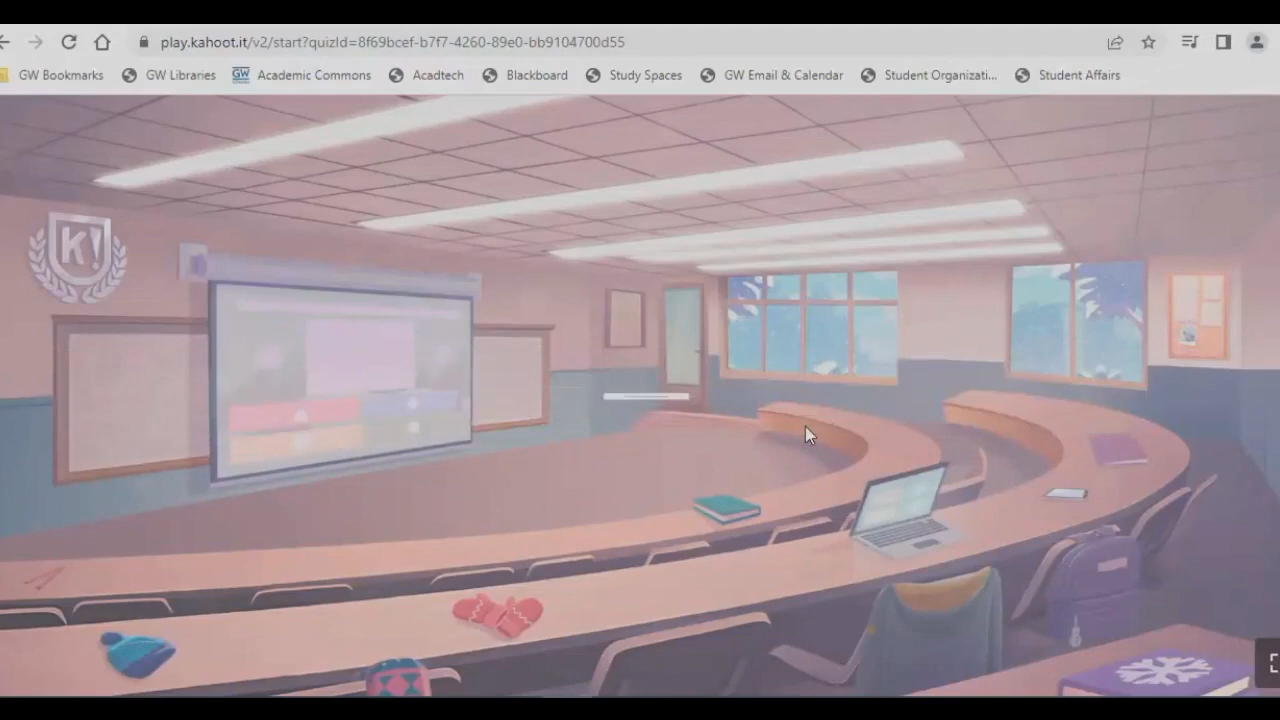 play.kahoot.it/v2/start?quizId=8f69bcef-b7f7-4260-89e0-bb9104700d55
GW Bookmarks GW Libraries GW Academic Commons Acadtech Blackboard Study Spaces GW Email & Calendar Student Organizati... Student Affairs
K!